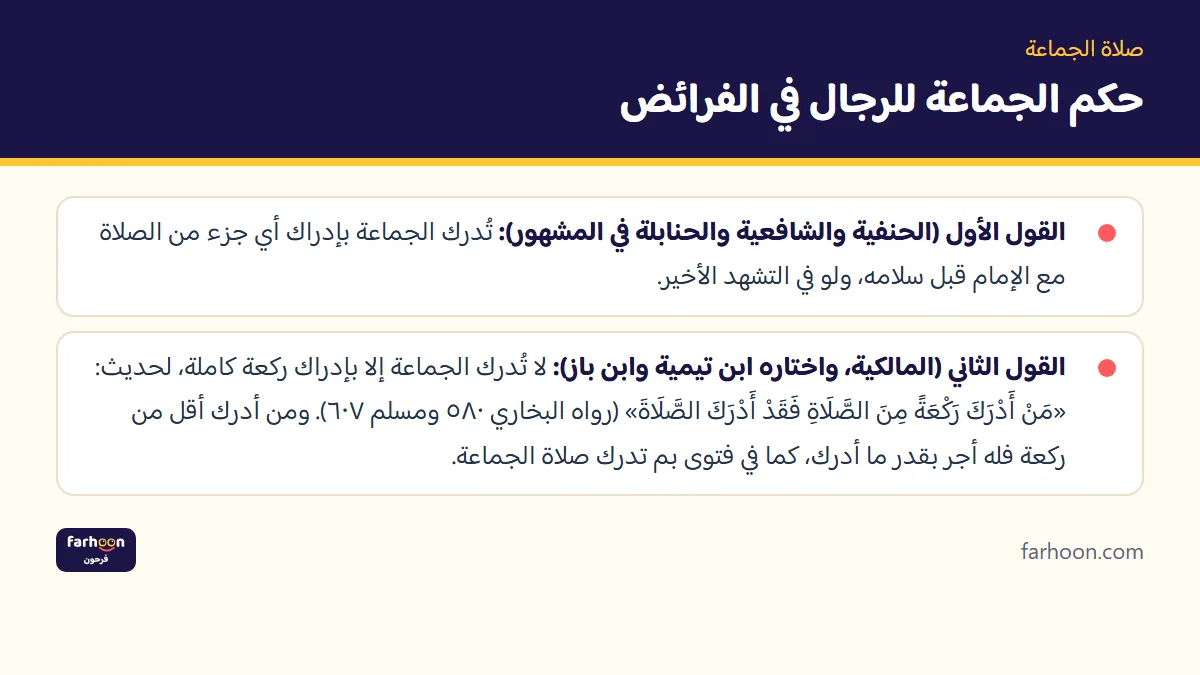 صلاة الجماعة
حكم الجماعة للرجال في الفرائض
القول الأول (الحنفية والشافعية والحنابلة في المشهور): تُدرك الجماعة بإدراك أي جزء من الصلاة
مع الإمام قبل سلامه، ولو في التشهد الأخير.
القول الثاني (المالكية، واختاره ابن تيمية وابن باز): لا تُدرك الجماعة إلا بإدراك ركعة كاملة، لحديث:
«مَنْ أَدْرَكَ رَكْعَةً مِنَ الصَّلَاةِ فَقَدْ أَدْرَكَ الصَّلَاةَ» (رواه البخاري ٥٨٠ ومسلم ٦٠٧). ومن أدرك أقل من
ركعة فله أجر بقدر ما أدرك، كما في فتوى بم تدرك صلاة الجماعة.
farhoon.com
farhoon
فرحون